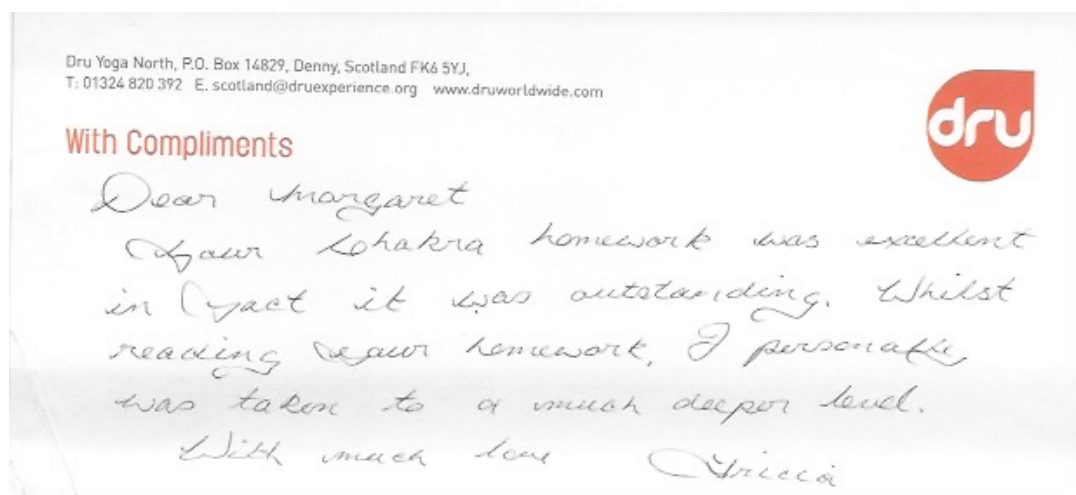 Dru Yoga North, P.O. Box 14829, Denny, Scotland FK6 5YJ,
T: 01324 820 392 E. scotland@druexperience.org www.druworldwide.com
dru
With Compliments
Dear Margaret
Your Chakra homework was excellent
in fact it was outstanding. Whilst
reading your homework, I personally
was taken to a much deeper level.
With much love Tricia